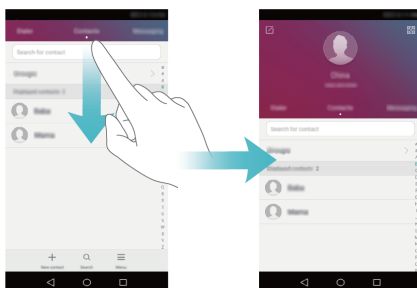 Dialer Contacts Messaging
Search for contact
Groups
Displayed contacts: 2
Baba
Mama
New contact Search Menu
China
Dialer Contacts Messaging
Search for contact
Groups
Displayed contacts: 2
Baba
Mama